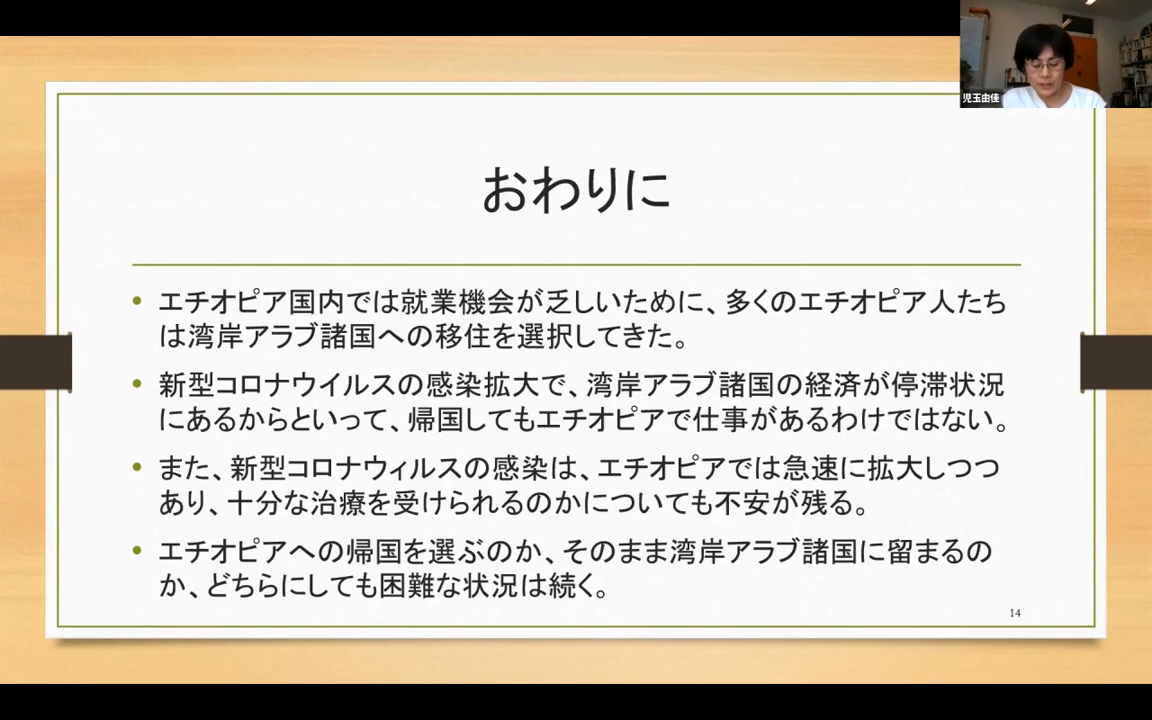 児玉由佳
おわりに
• エチオピア国内では就業機会が乏しいために、多くのエチオピア人たち
は湾岸アラブ諸国への移住を選択してきた。
• 新型コロナウイルスの感染拡大で、湾岸アラブ諸国の経済が停滞状況
にあるからといって、帰国してもエチオピアで仕事があるわけではない。
• また、新型コロナウィルスの感染は、エチオピアでは急速に拡大しつつ
あり、十分な治療を受けられるのかについても不安が残る。
• エチオピアへの帰国を選ぶのか、そのまま湾岸アラブ諸国に留まるの
か、どちらにしても困難な状況は続く。
14